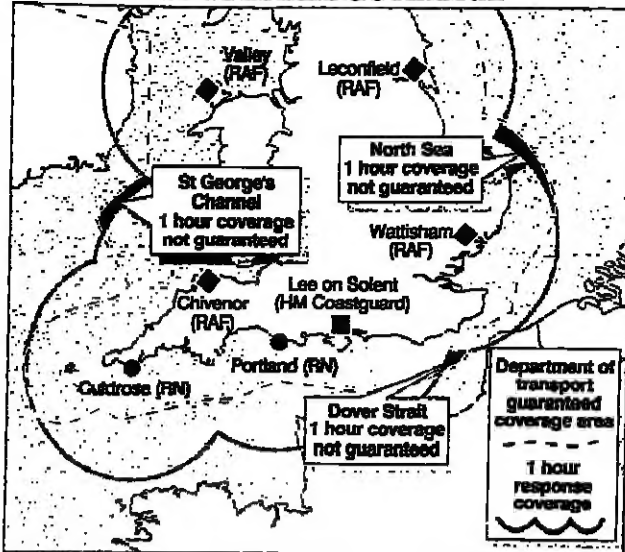 Valley
(RAF)
Leconfield
(RAF)
North Sea
1 hour coverage
not guaranteed
St George's
Channel
1 hour coverage
not guaranteed
Wattisham
(RAF)
Chivenor
(RAF)
Lee on Solent
(HM Coastguard)
Portland (RN)
Culdrose (RN)
Dover Strait
1 hour coverage
not guaranteed
Department of
transport
guaranteed
coverage area
1 hour
response
coverage